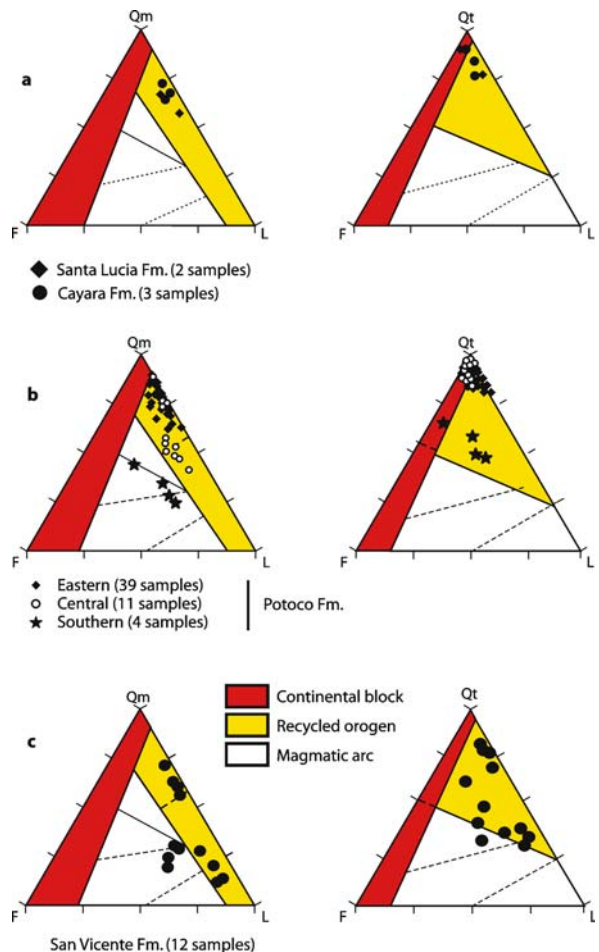 Qm Qt
a
F L F L
Santa Lucia Fm. (2 samples)
Cayara Fm. (3 samples)
Qm Qt
b
F L F L
Eastern (39 samples)
Central (11 samples) Potoco Fm.
Southern (4 samples)
Qm Qt
Continental block
Recycled orogen
c Magmatic arc
F L F L
San Vicente Fm. (12 samples)